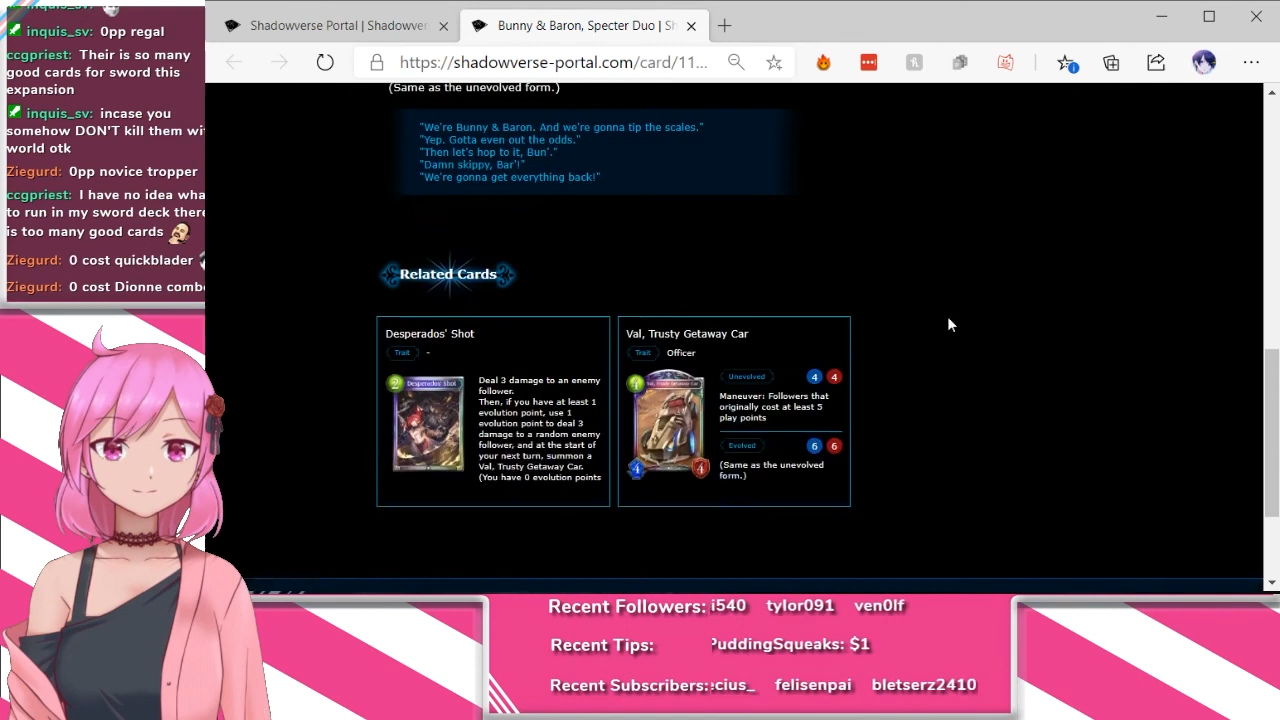 inquis_sv: 0pp regal
ccgpriest: Their is so many
good cards for sword this
expansion
inquis_sv: incase you
somehow DON'T kill them wi
world otk
Ziegurd: 0pp novice tropper
ccgpriest: I have no idea wha
to run in my sword deck there
is too many good cards
Ziegurd: 0 cost quickblader
Ziegurd: 0 cost Dionne comb
Shadowverse Portal | Shadowver
Bunny & Baron, Specter Duo | Sh
https://shadowverse-portal.com/card/11...
(Same as the unevolved form.)
"We're Bunny & Baron. And we're gonna tip the scales."
"Yep. Gotta even out the odds."
"Then let's hop to it, Bun'."
"Damn skippy, Bar'!"
"We're gonna get everything back!"
Related Cards
Desperados' Shot
Trait -
2 Desperados' Shot
Deal 3 damage to an enemy
follower.
Then, if you have at least 1
evolution point, use 1
evolution point to deal 3
damage to a random enemy
follower, and at the start of
your next turn, summon a
Val, Trusty Getaway Car.
(You have 0 evolution points
Val, Trusty Getaway Car
Trait Officer
4 Val, Trusty Getaway Car
4 4
Unevolved 4 4
Maneuver: Followers that
originally cost at least 5
play points
Evolved 6 6
(Same as the unevolved
form.)
Recent Followers: i540 tylor091 ven0lf
Recent Tips: PuddingSqueaks: $1
Recent Subscribers: cius_ felisenpai bletserz2410